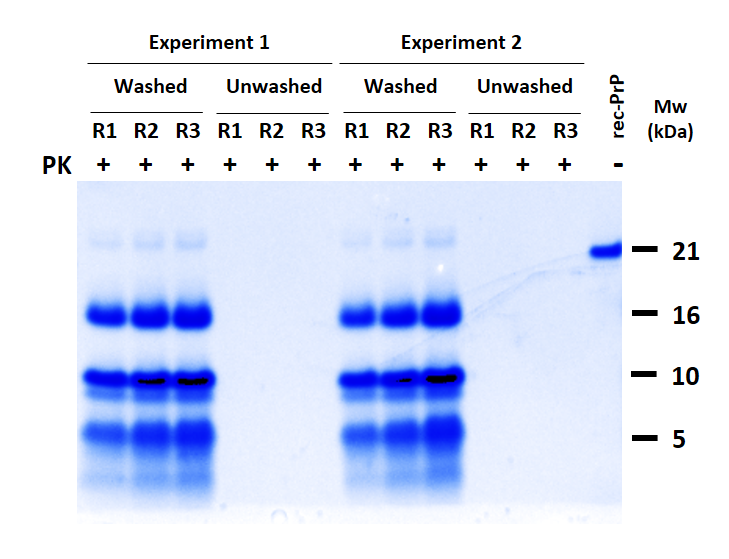 Experiment 1 Experiment 2
Washed Unwashed Washed Unwashed
rec-PrP
Mw
(kDa)
R1 R2 R3 R1 R2 R3 R1 R2 R3 R1 R2 R3
PK + + + + + + + + + + + + -
21
16
10
5